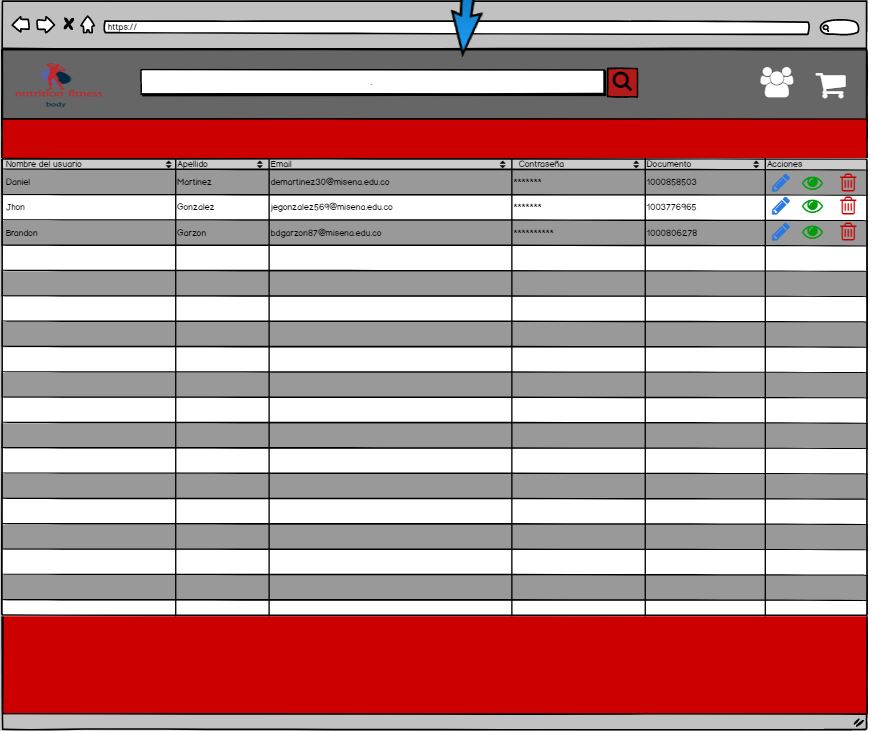 https://
nutrition fitness
body
Nombre del usuario Apellido Email Contraseña Documento Acciones
Daniel Martinez demartinez30@misena.edu.co ******* 1000858503
Jhon Gonzalez jegonzalez569@misena.edu.co ******* 1003776965
Brandon Garzon bdgarzon87@misena.edu.co ********** 1000806278